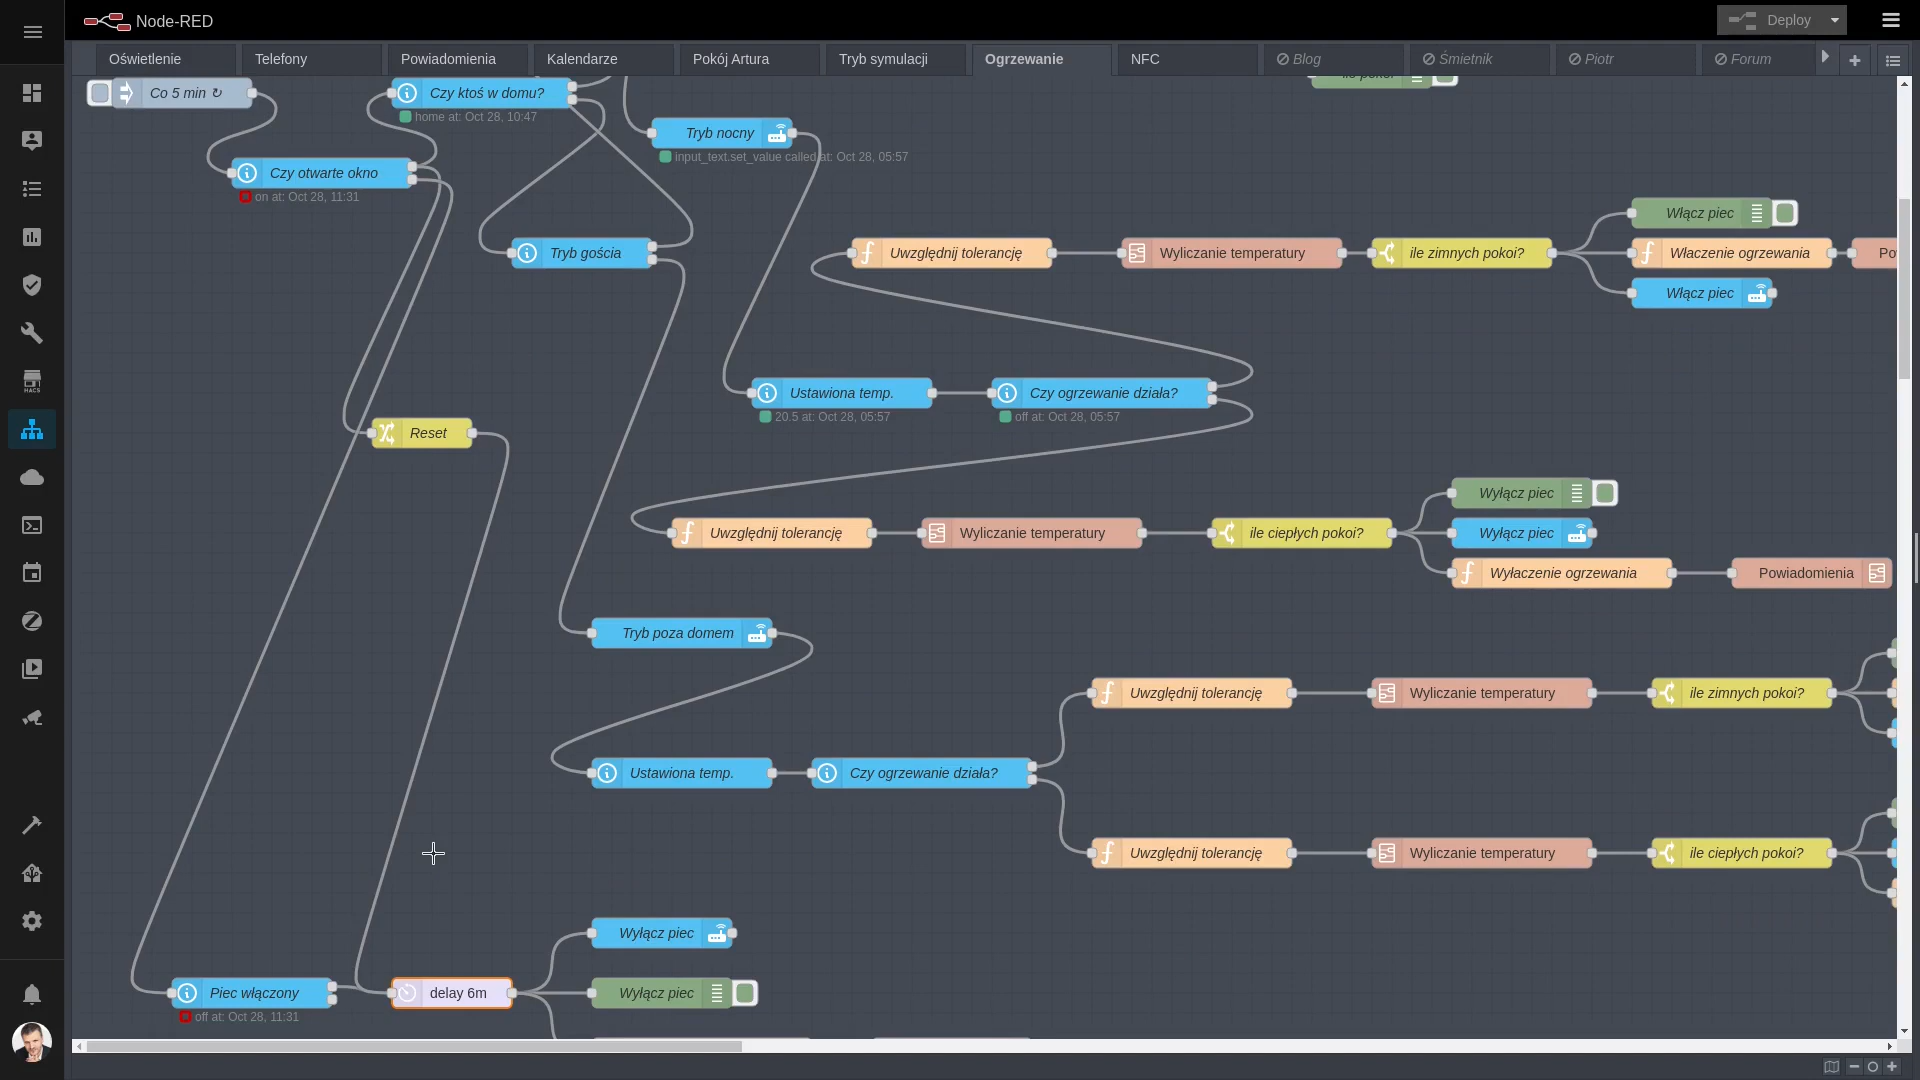 Node-RED
Deploy
Oświetlenie
Telefony
Powiadomienia
Kalendarze
Pokój Artura
Tryb symulacji
Ogrzewanie
NFC
Blog
Śmietnik
Piotr
Forum
Co 5 min ↻
Czy ktoś w domu?
home at: Oct 28, 10:47
Tryb nocny
input_text.set_value called at: Oct 28, 05:57
Czy otwarte okno
on at: Oct 28, 11:31
Włącz piec
Tryb gościa
Uwzględnij tolerancję
Wyliczanie temperatury
ile zimnych pokoi?
Właczenie ogrzewania
Włącz piec
HACS
Ustawiona temp.
20.5 at: Oct 28, 05:57
Czy ogrzewanie działa?
off at: Oct 28, 05:57
Reset
Wyłącz piec
Uwzględnij tolerancję
Wyliczanie temperatury
ile ciepłych pokoi?
Wyłącz piec
Wyłaczenie ogrzewania
Powiadomienia
Tryb poza domem
Uwzględnij tolerancję
Wyliczanie temperatury
ile zimnych pokoi?
Ustawiona temp.
Czy ogrzewanie działa?
Uwzględnij tolerancję
Wyliczanie temperatury
ile ciepłych pokoi?
Wyłącz piec
Piec włączony
off at: Oct 28, 11:31
delay 6m
Wyłącz piec